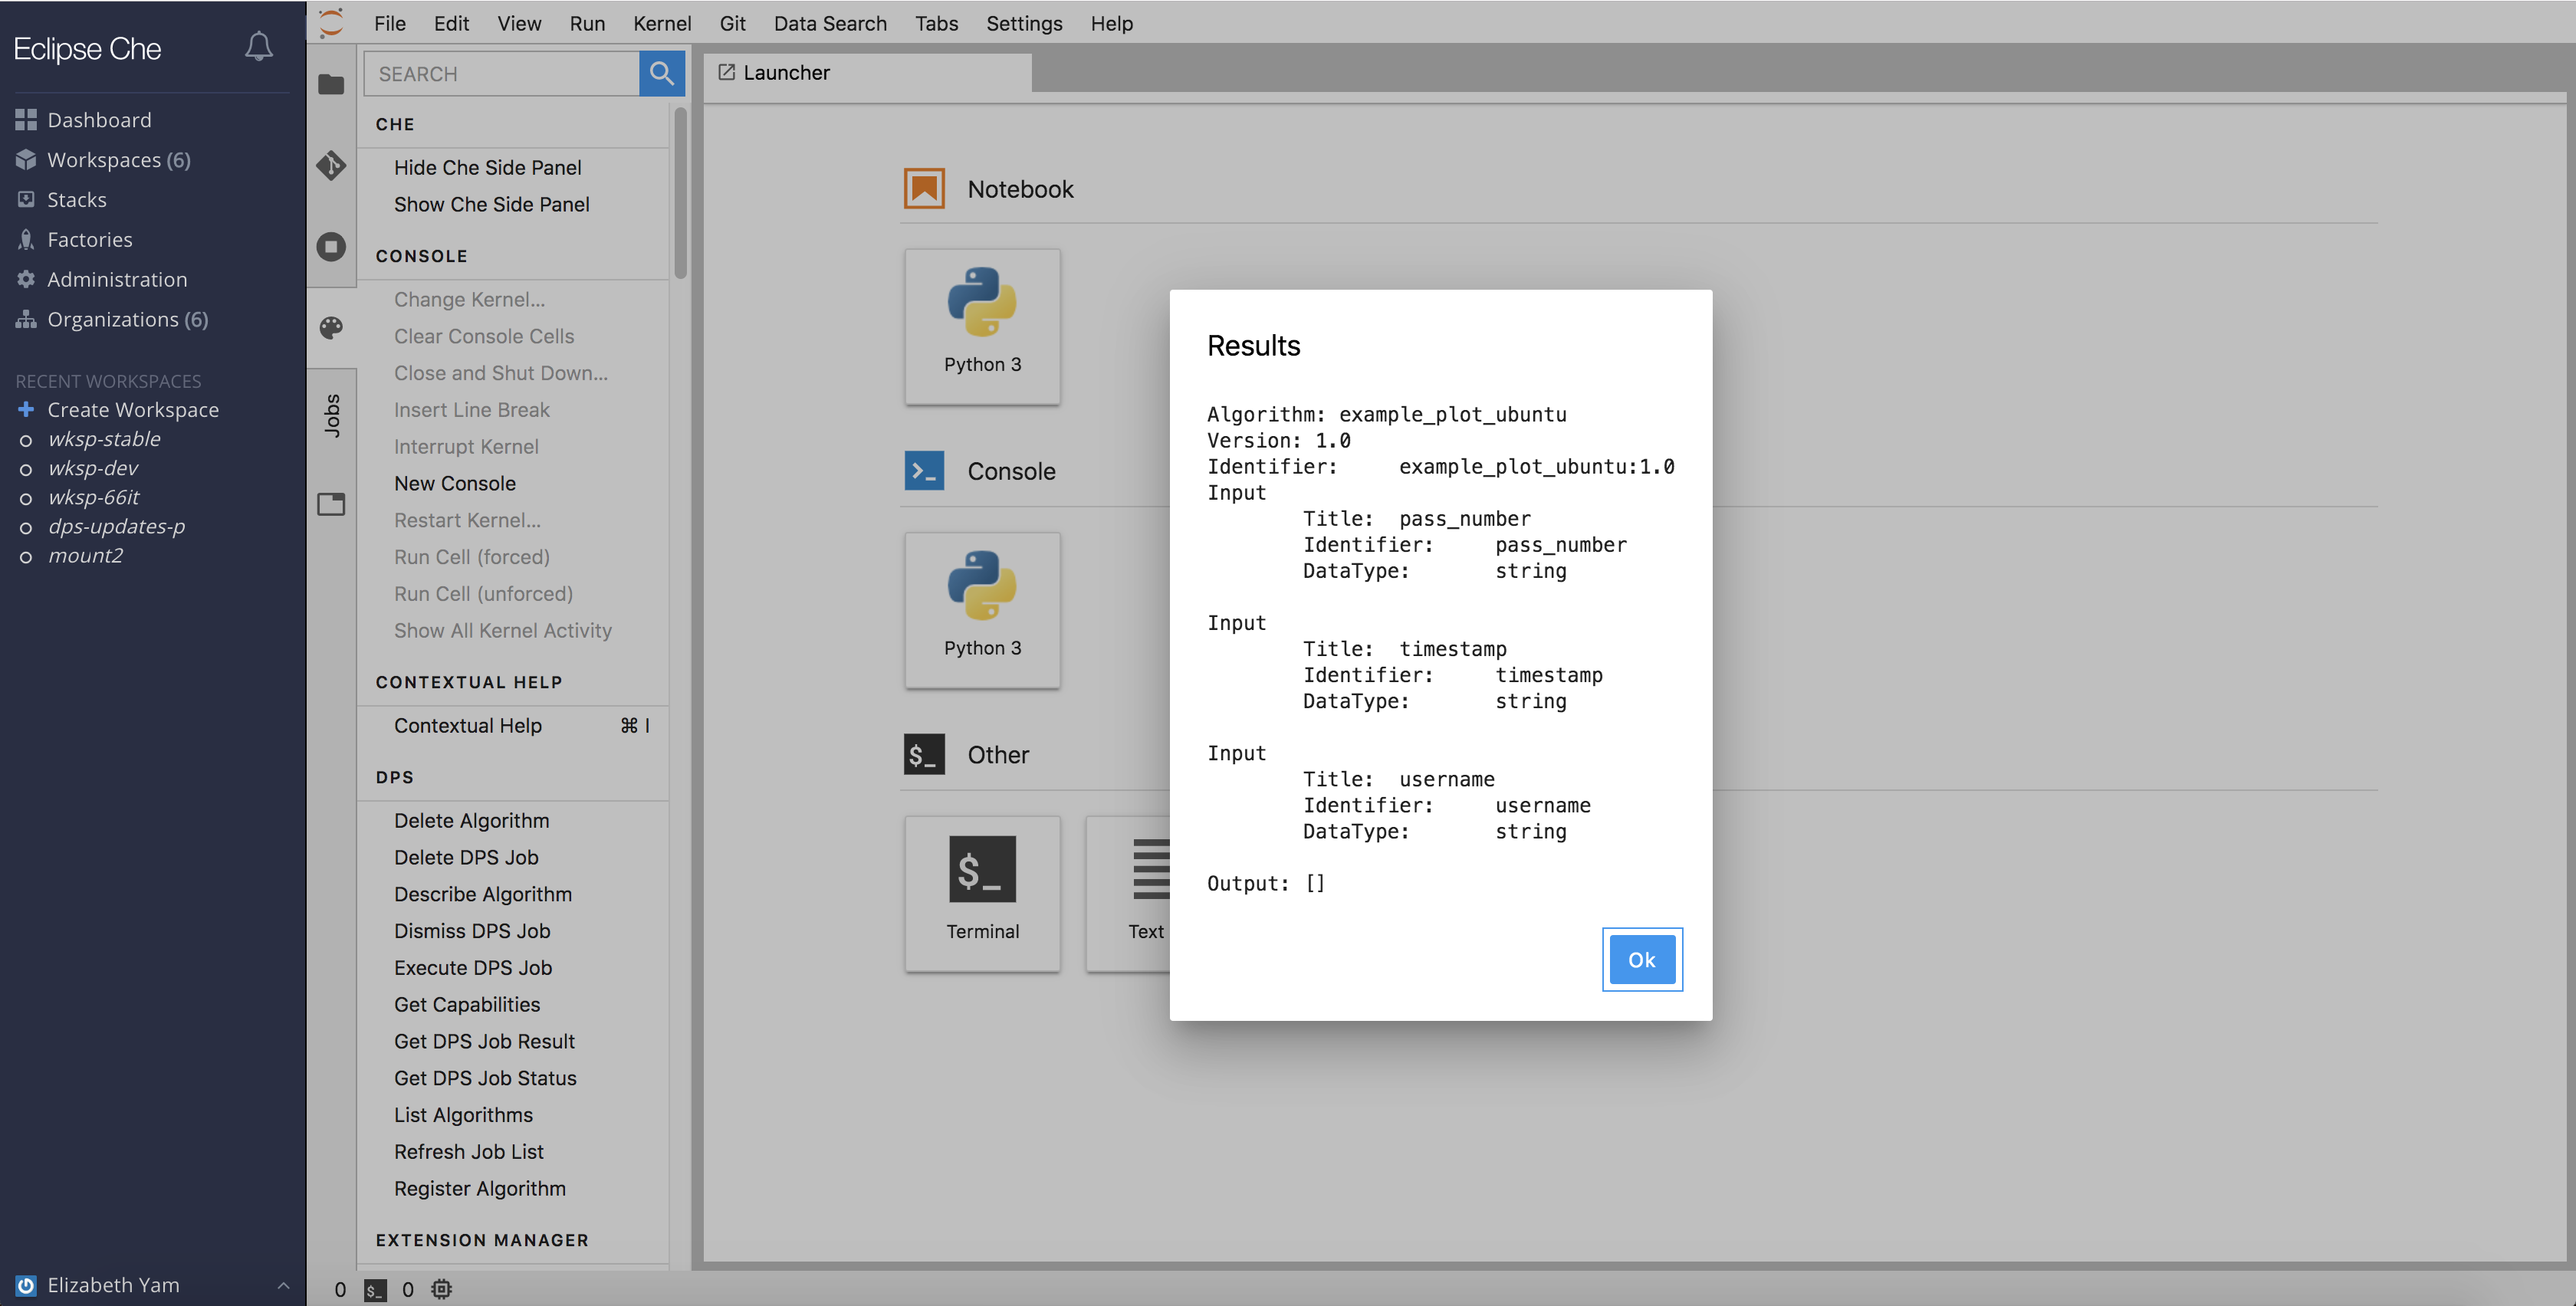 Eclipse Che
Dashboard
Workspaces (6)
Stacks
Factories
Administration
Organizations (6)
RECENT WORKSPACES
Create Workspace
wksp-stable
wksp-dev
wksp-66it
dps-updates-p
mount2
Elizabeth Yam
File Edit View Run Kernel Git Data Search Tabs Settings Help
Jobs
SEARCH
CHE
Hide Che Side Panel
Show Che Side Panel
CONSOLE
Change Kernel...
Clear Console Cells
Close and Shut Down...
Insert Line Break
Interrupt Kernel
New Console
Restart Kernel...
Run Cell (forced)
Run Cell (unforced)
Show All Kernel Activity
CONTEXTUAL HELP
Contextual Help ⌘ I
DPS
Delete Algorithm
Delete DPS Job
Describe Algorithm
Dismiss DPS Job
Execute DPS Job
Get Capabilities
Get DPS Job Result
Get DPS Job Status
List Algorithms
Refresh Job List
Register Algorithm
EXTENSION MANAGER
Launcher
Notebook
Python 3
Console
Python 3
$_ Other
$_
Terminal
Text
Results
Algorithm: example_plot_ubuntu
Version: 1.0
Identifier: example_plot_ubuntu:1.0
Input
Title: pass_number
Identifier: pass_number
DataType: string
Input
Title: timestamp
Identifier: timestamp
DataType: string
Input
Title: username
Identifier: username
DataType: string
Output: []
Ok
0 $_ 0